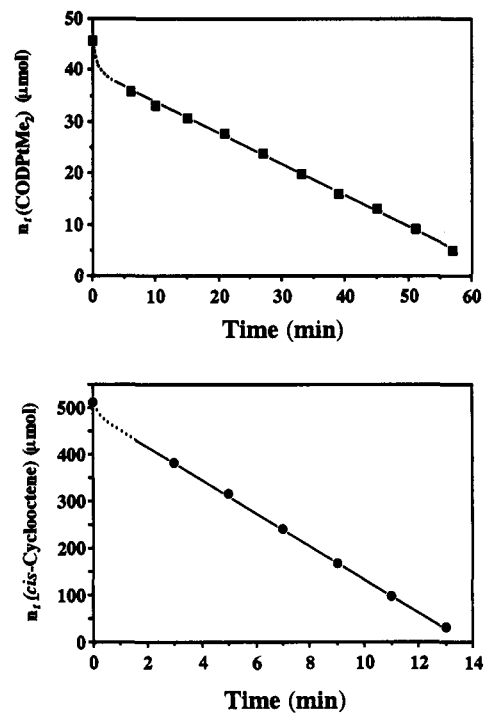 50
40
30
20
10
0
n_t(CODPtMe₂) (μmol)
0 10 20 30 40 50 60
Time (min)
500
400
300
200
100
0
n_t(cis-Cyclooctene) (μmol)
0 2 4 6 8 10 12 14
Time (min)